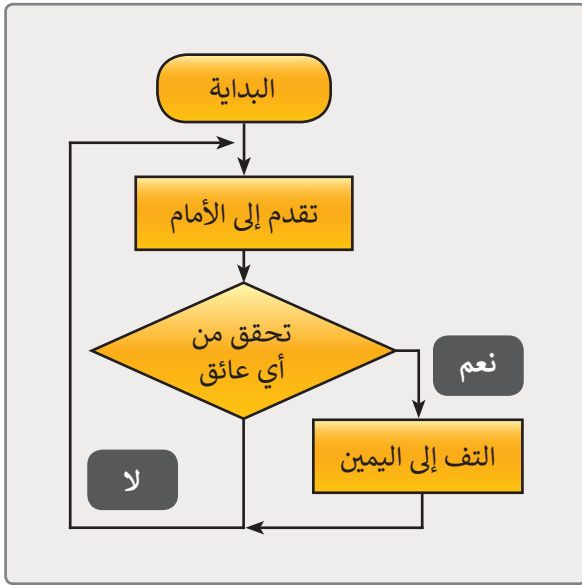 البداية
تقدم إلى الأمام
تحقق من
أي عائق
نعم
التف إلى اليمين
لا